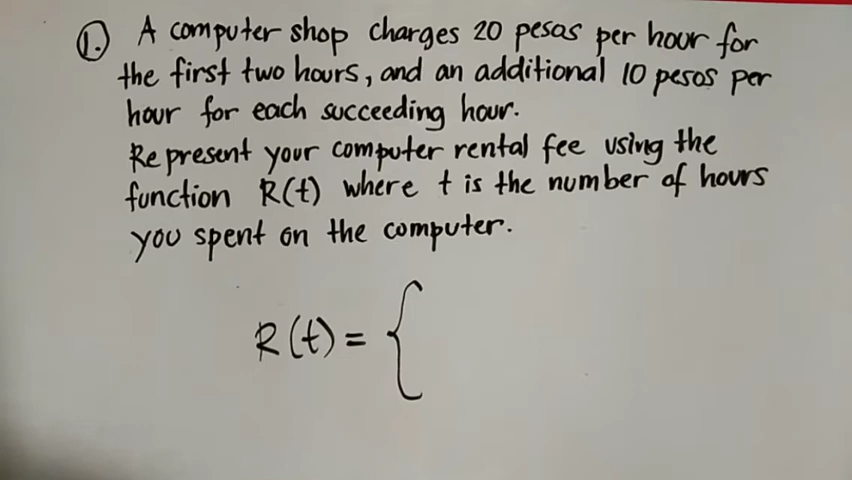 1. A computer shop charges 20 pesos per hour for
the first two hours, and an additional 10 pesos per
hour for each succeeding hour.
Represent your computer rental fee using the
function R(t) where t is the number of hours
you spent on the computer.
R(t) = {